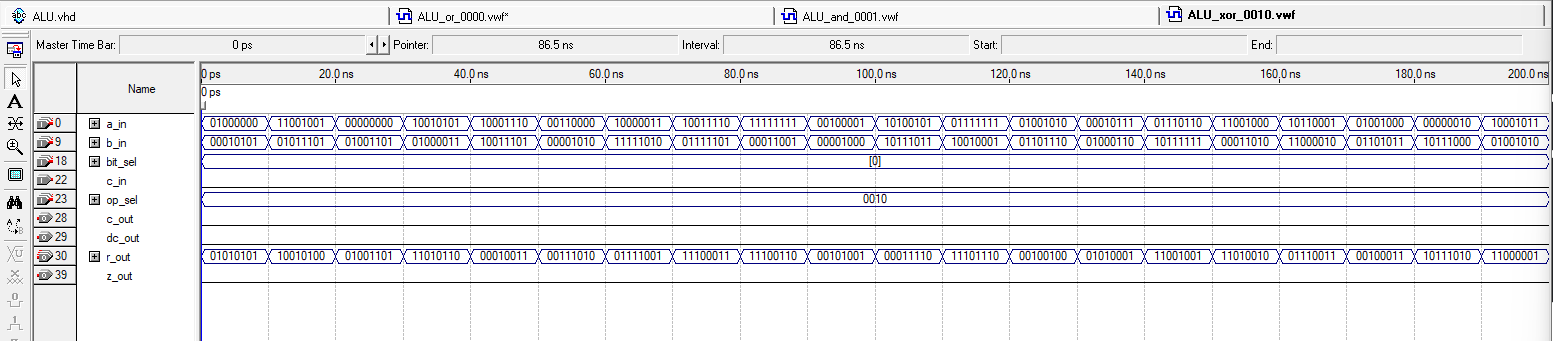 abc ALU.vhd ALU_or_0000.vwf* ALU_and_0001.vwf ALU_xor_0010.vwf
Master Time Bar: 0 ps Pointer: 86.5 ns Interval: 86.5 ns Start: End:
Name 0 ps 20.0 ns 40.0 ns 60.0 ns 80.0 ns 100.0 ns 120.0 ns 140.0 ns 160.0 ns 180.0 ns 200.0 ns
0 ps
0 a_in 01000000 11001001 00000000 10010101 10001110 00110000 10000011 10011110 11111111 00100001 10100101 01111111 01001010 00010111 01110110 11001000 10110001 01001000 00000010 10001011
9 b_in 00010101 01011101 01001101 01000011 10011101 00001010 11111010 01111101 00011001 00001000 10111011 10010001 01101110 01000110 10111111 00011010 11000010 01101011 10111000 01001010
18 bit_sel [0]
22 c_in
23 op_sel 0010
28 c_out
29 dc_out
30 r_out 01010101 10010100 01001101 11010110 00010011 00111010 01111001 11100011 11100110 00101001 00011110 11101110 00100100 01010001 11001001 11010010 01110011 00100011 10111010 11000001
39 z_out